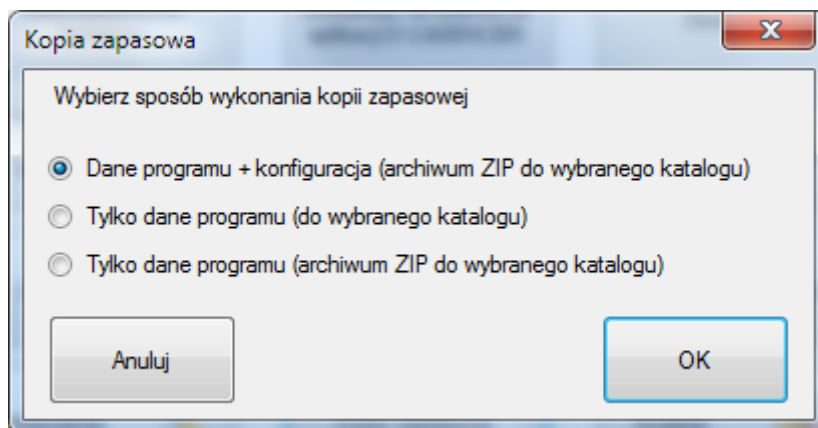 Kopia zapasowa
Wybierz sposób wykonania kopii zapasowej
Dane programu + konfiguracja (archiwum ZIP do wybranego katalogu)
Tylko dane programu (do wybranego katalogu)
Tylko dane programu (archiwum ZIP do wybranego katalogu)
Anuluj
OK